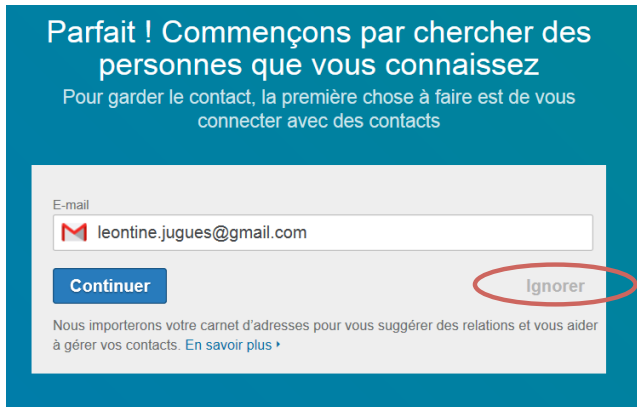 Parfait ! Commençons par chercher des
personnes que vous connaissez
Pour garder le contact, la première chose à faire est de vous
connecter avec des contacts
E-mail
leontine.jugues@gmail.com
Continuer
Ignorer
Nous importerons votre carnet d'adresses pour vous suggérer des relations et vous aider
à gérer vos contacts. En savoir plus